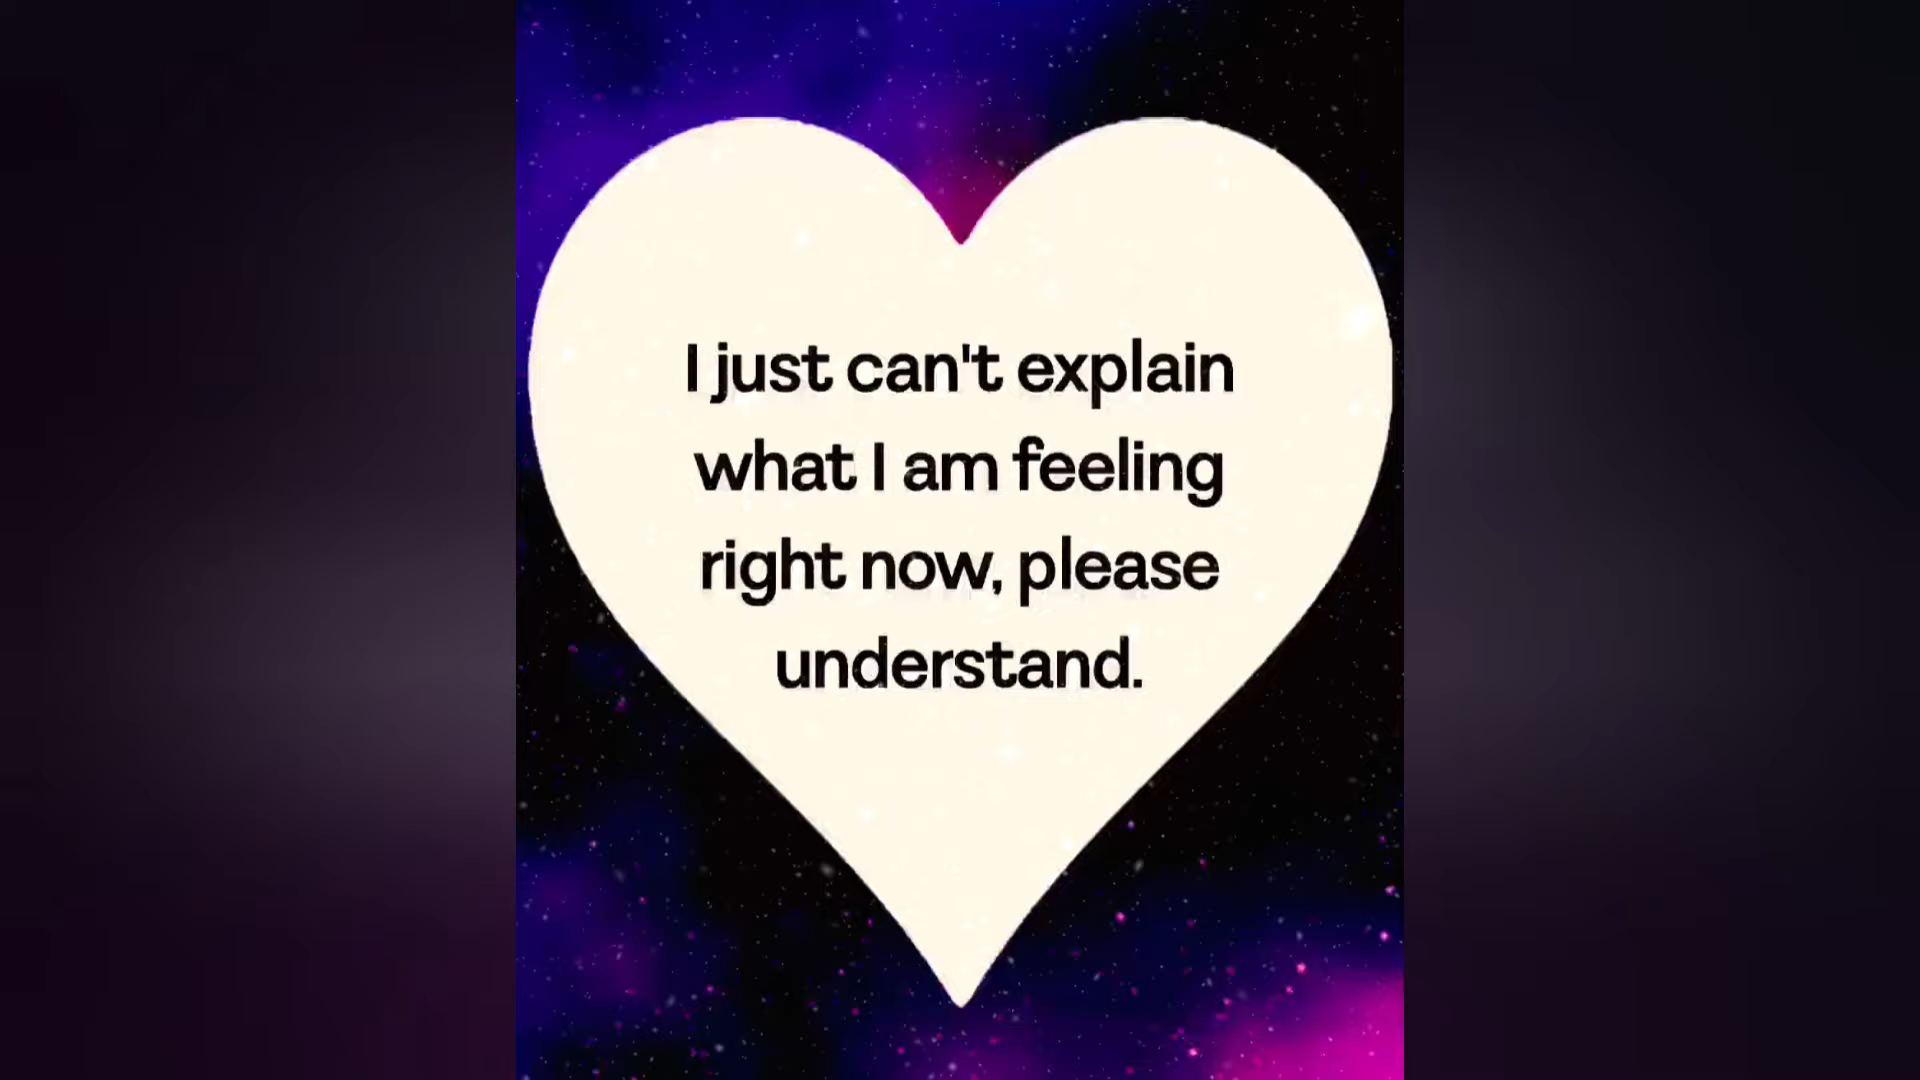 I just can't explain
what I am feeling
right now, please
understand.